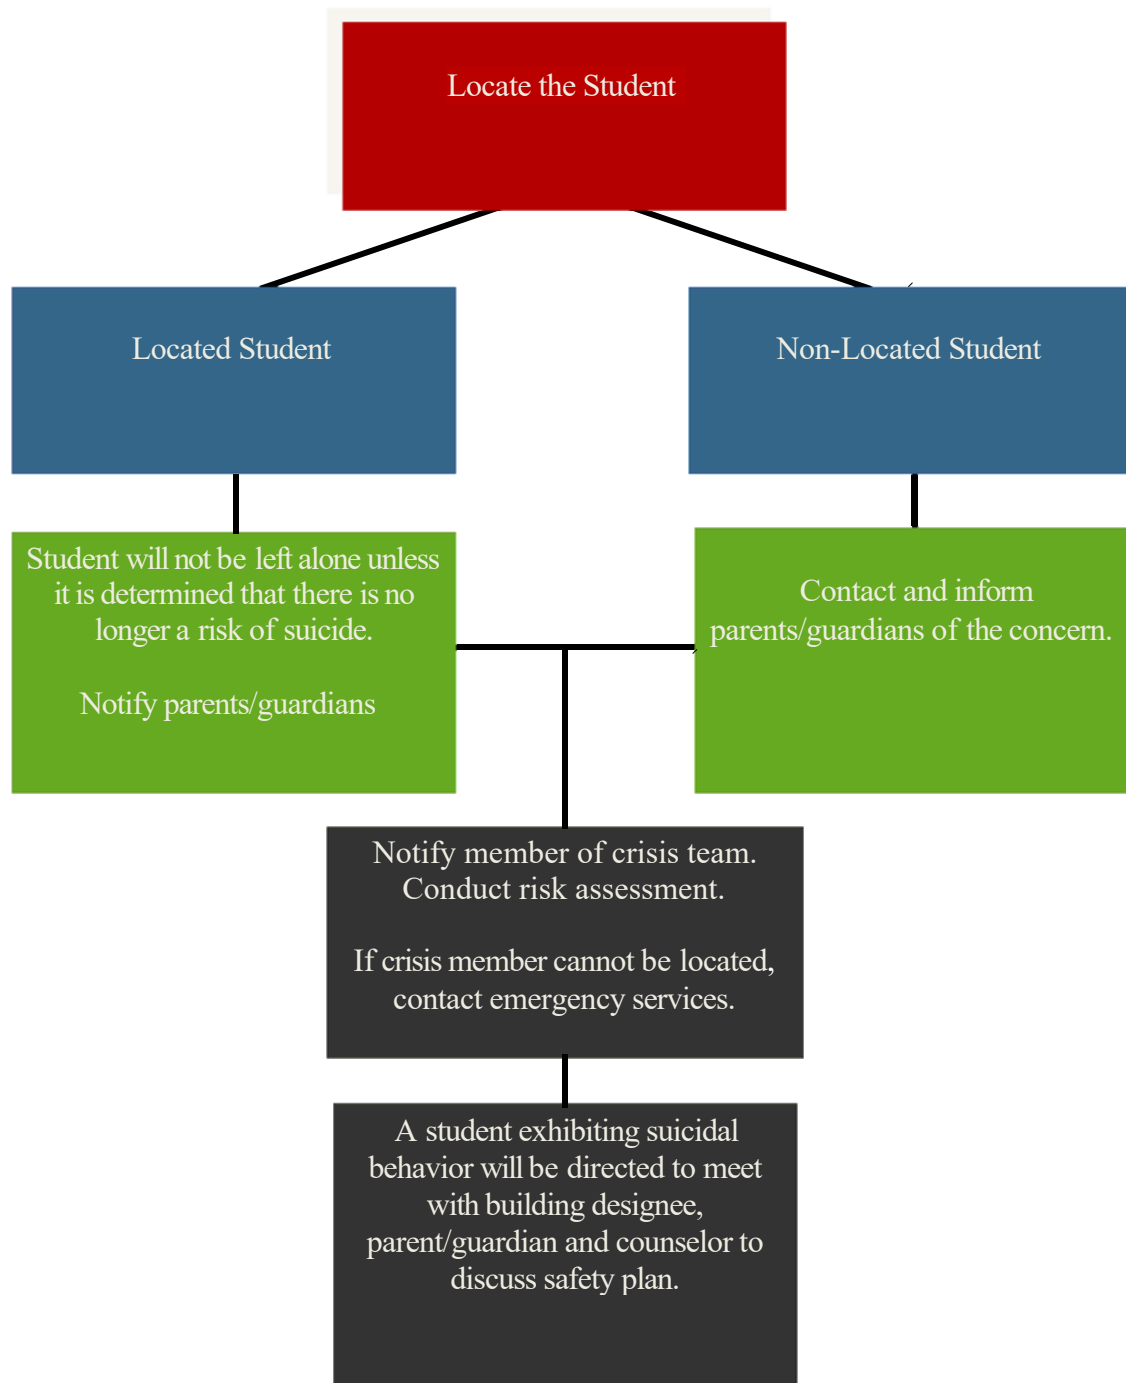 Locate the Student
Located Student
Non-Located Student
Student will not be left alone unless
it is determined that there is no
longer a risk of suicide.
Notify parents/guardians
Contact and inform
parents/guardians of the concern.
Notify member of crisis team.
Conduct risk assessment.
If crisis member cannot be located,
contact emergency services.
A student exhibiting suicidal
behavior will be directed to meet
with building designee,
parent/guardian and counselor to
discuss safety plan.